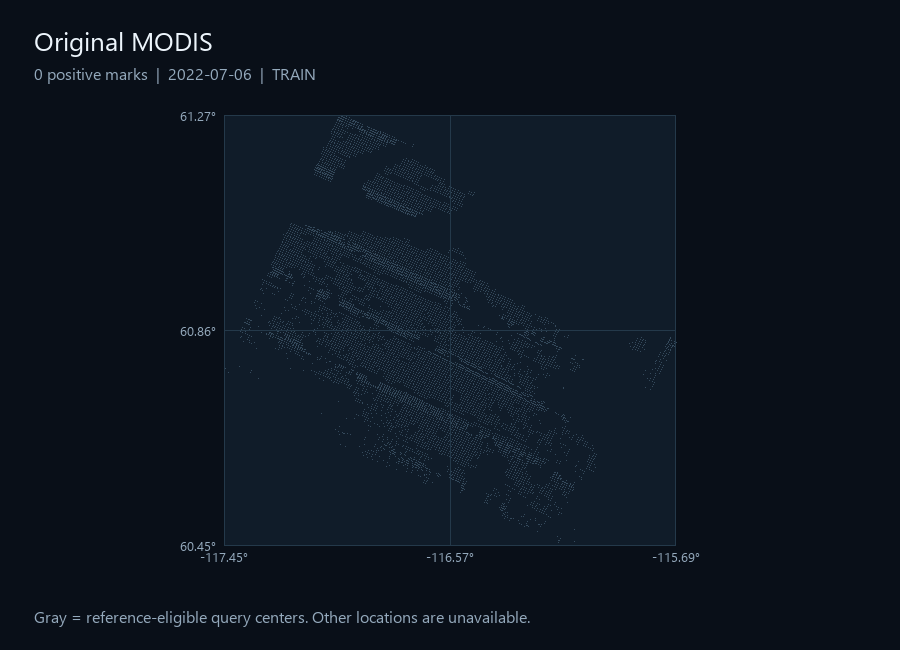 Original MODIS
0 positive marks | 2022-07-06 | TRAIN
61.27°
60.86°
60.45°
-117.45°
-116.57°
-115.69°
Gray = reference-eligible query centers. Other locations are unavailable.